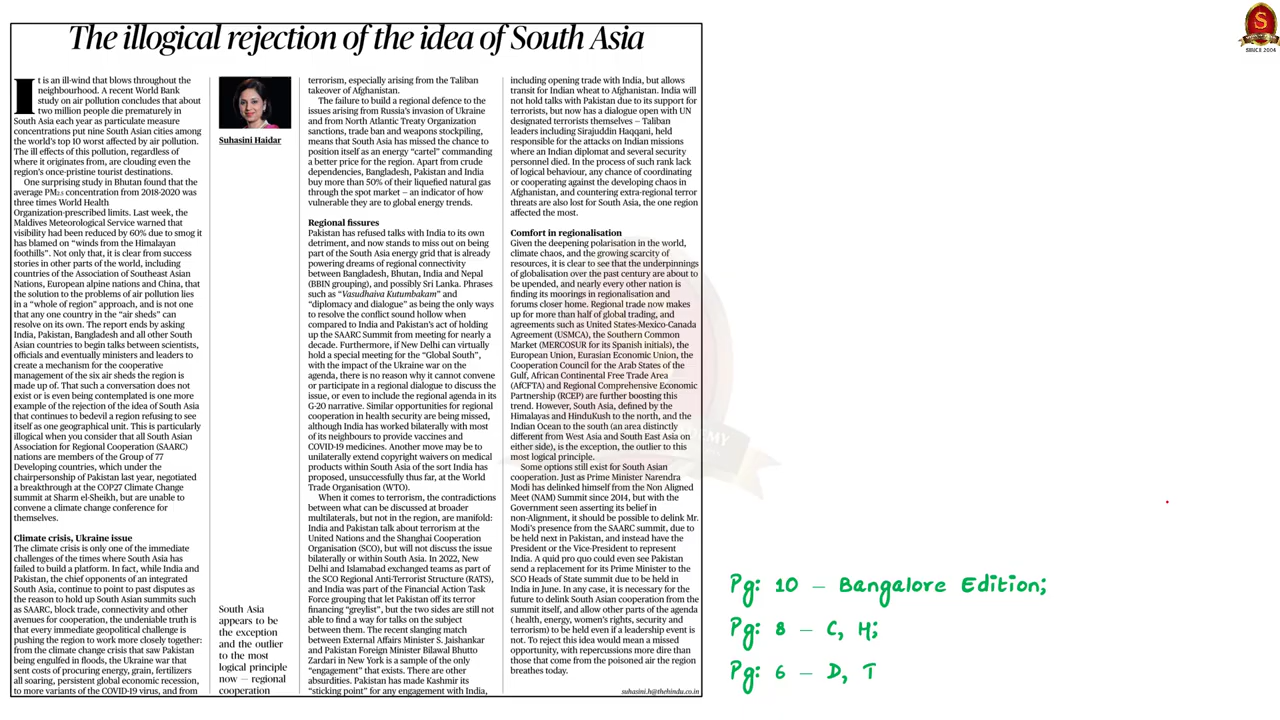 The illogical rejection of the idea of South Asia
It is an ill-wind that blows throughout the
neighbourhood. A recent World Bank
study on air pollution concludes that about
two million people die prematurely in
South Asia each year as particulate measure
concentrations put nine South Asian cities among
the world's top 10 worst affected by air pollution.
The ill effects of this pollution, regardless of
where it originates from, are clouding even the
region's once-pristine tourist destinations.
One surprising study in Bhutan found that the
average PM2.5 concentration from 2018-2020 was
three times World Health
Organization-prescribed limits. Last week, the
Maldives Meteorological Service warned that
visibility had been reduced by 60% due to smog it
has blamed on "winds from the Himalayan
foothills". Not only that, it is clear from success
stories in other parts of the world, including
countries of the Association of Southeast Asian
Nations, European alpine nations and China, that
the solution to the problems of air pollution lies
in a "whole of region" approach, and is not one
that any one country in the "air sheds" can
resolve on its own. The report ends by asking
India, Pakistan, Bangladesh and all other South
Asian countries to begin talks between scientists,
officials and eventually ministers and leaders to
create a mechanism for the cooperative
management of the six air sheds the region is
made up of. That such a conversation does not
exist or is even being contemplated is one more
example of the rejection of the idea of South Asia
that continues to bedevil a region refusing to see
itself as one geographical unit. This is particularly
illogical when you consider that all South Asian
Association for Regional Cooperation (SAARC)
nations are members of the Group of 77
Developing countries, which under the
chairpersonship of Pakistan last year, negotiated
a breakthrough at the COP27 Climate Change
summit at Sharm el-Sheikh, but are unable to
convene a climate change conference for
themselves.
Climate crisis, Ukraine issue
The climate crisis is only one of the immediate
challenges of the times where South Asia has
failed to build a platform. In fact, while India and
Pakistan, the chief opponents of an integrated
South Asia, continue to point to past disputes as
the reason to hold up South Asian summits such
as SAARC, block trade, connectivity and other
avenues for cooperation, the undeniable truth is
that every immediate geopolitical challenge is
pushing the region to work more closely together:
from the climate change crisis that saw Pakistan
being engulfed in floods, the Ukraine war that
sent costs of procuring energy, grain, fertilizers
all soaring, persistent global economic recession,
to more variants of the COVID-19 virus, and from
Suhasini Haidar
South Asia
appears to be
the exception
and the outlier
to the most
logical principle
now — regional
cooperation
terrorism, especially arising from the Taliban
takeover of Afghanistan.
The failure to build a regional defence to the
issues arising from Russia's invasion of Ukraine
and from North Atlantic Treaty Organization
sanctions, trade ban and weapons stockpiling,
means that South Asia has missed the chance to
position itself as an energy "cartel" commanding
a better price for the region. Apart from crude
dependencies, Bangladesh, Pakistan and India
buy more than 50% of their liquefied natural gas
through the spot market — an indicator of how
vulnerable they are to global energy trends.
Regional fissures
Pakistan has refused talks with India to its own
detriment, and now stands to miss out on being
part of the South Asia energy grid that is already
powering dreams of regional connectivity
between Bangladesh, Bhutan, India and Nepal
(BBIN grouping), and possibly Sri Lanka. Phrases
such as "Vasudhaiva Kutumbakam" and
"diplomacy and dialogue" as being the only ways
to resolve the conflict sound hollow when
compared to India and Pakistan's act of holding
up the SAARC Summit from meeting for nearly a
decade. Furthermore, if New Delhi can virtually
hold a special meeting for the "Global South",
with the impact of the Ukraine war on the
agenda, there is no reason why it cannot convene
or participate in a regional dialogue to discuss the
issue, or even to include the regional agenda in its
G-20 narrative. Similar opportunities for regional
cooperation in health security are being missed,
although India has worked bilaterally with most
of its neighbours to provide vaccines and
COVID-19 medicines. Another move may be to
unilaterally extend copyright waivers on medical
products within South Asia of the sort India has
proposed, unsuccessfully thus far, at the World
Trade Organisation (WTO).
When it comes to terrorism, the contradictions
between what can be discussed at broader
multilaterals, but not in the region, are manifold:
India and Pakistan talk about terrorism at the
United Nations and the Shanghai Cooperation
Organisation (SCO), but will not discuss the issue
bilaterally or within South Asia. In 2022, New
Delhi and Islamabad exchanged teams as part of
the SCO Regional Anti-Terrorist Structure (RATS),
and India was part of the Financial Action Task
Force grouping that let Pakistan off its terror
financing "greylist", but the two sides are still not
able to find a way for talks on the subject
between them. The recent slanging match
between External Affairs Minister S. Jaishankar
and Pakistan Foreign Minister Bilawal Bhutto
Zardari in New York is a sample of the only
"engagement" that exists. There are other
absurdities. Pakistan has made Kashmir its
"sticking point" for any engagement with India,
including opening trade with India, but allows
transit for Indian wheat to Afghanistan. India will
not hold talks with Pakistan due to its support for
terrorists, but now has a dialogue open with UN
designated terrorists themselves — Taliban
leaders including Sirajuddin Haqqani, held
responsible for the attacks on Indian missions
where an Indian diplomat and several security
personnel died. In the process of such rank lack
of logical behaviour, any chance of coordinating
or cooperating against the developing chaos in
Afghanistan, and countering extra-regional terror
threats are also lost for South Asia, the one region
affected the most.
Comfort in regionalisation
Given the deepening polarisation in the world,
climate chaos, and the growing scarcity of
resources, it is clear to see that the underpinnings
of globalisation over the past century are about to
be upended, and nearly every other nation is
finding its moorings in regionalisation and
forums closer home. Regional trade now makes
up for more than half of global trading, and
agreements such as United States-Mexico-Canada
Agreement (USMCA), the Southern Common
Market (MERCOSUR for its Spanish initials), the
European Union, Eurasian Economic Union, the
Cooperation Council for the Arab States of the
Gulf, African Continental Free Trade Area
(AfCFTA) and Regional Comprehensive Economic
Partnership (RCEP) are further boosting this
trend. However, South Asia, defined by the
Himalayas and HinduKush to the north, and the
Indian Ocean to the south (an area distinctly
different from West Asia and South East Asia on
either side), is the exception, the outlier to this
most logical principle.
Some options still exist for South Asian
cooperation. Just as Prime Minister Narendra
Modi has delinked himself from the Non Aligned
Meet (NAM) Summit since 2014, but with the
Government seen asserting its belief in
non-Alignment, it should be possible to delink Mr.
Modi's presence from the SAARC summit, due to
be held next in Pakistan, and instead have the
President or the Vice-President to represent
India. A quid pro quo could even see Pakistan
send a replacement for its Prime Minister to the
SCO Heads of State summit due to be held in
India in June. In any case, it is necessary for the
future to delink South Asian cooperation from the
summit itself, and allow other parts of the agenda
( health, energy, women's rights, security and
terrorism) to be held even if a leadership event is
not. To reject this idea would mean a missed
opportunity, with repercussions more dire than
those that come from the poisoned air the region
breathes today.
suhasini.h@thehindu.co.in
S
SINCE 2004
Pg: 10 – Bangalore Edition;
Pg: 8 – C, H;
Pg: 6 – D, T